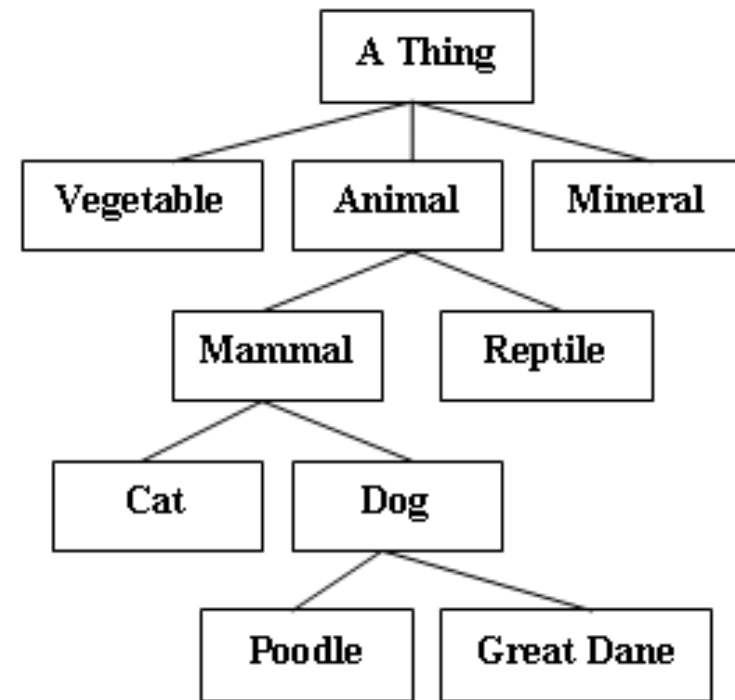 A Thing
Vegetable
Animal
Mineral
Mammal
Reptile
Cat
Dog
Poodle
Great Dane